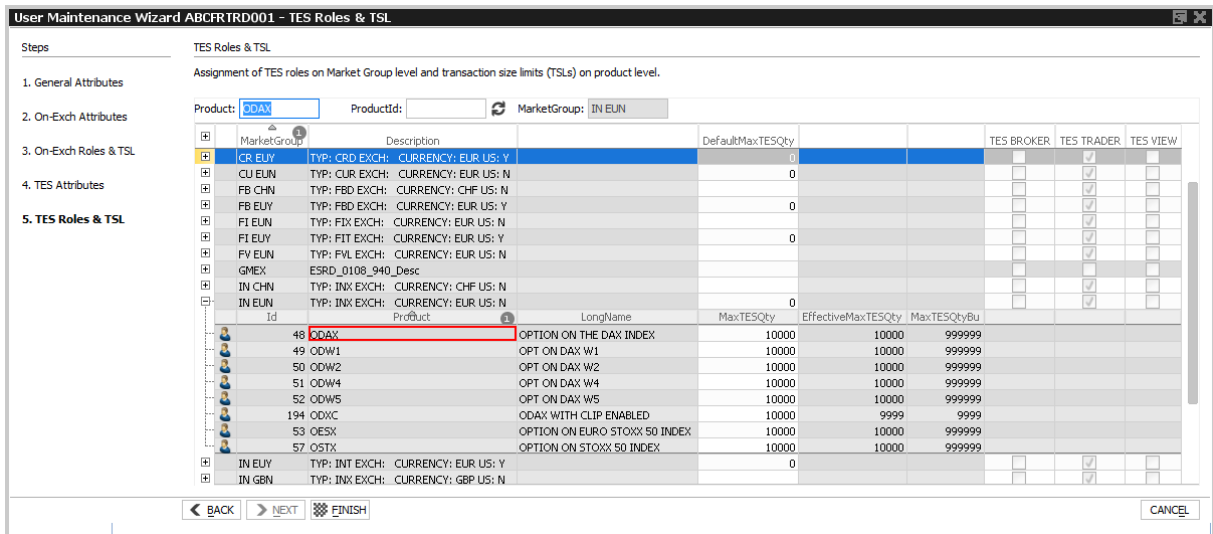 User Maintenance Wizard ABCFRTRD001 - TES Roles & TSL
Steps
TES Roles & TSL
1. General Attributes
Assignment of TES roles on Market Group level and transaction size limits (TSLs) on product level.
2. On-Exch Attributes
Product: ODAX ProductId: MarketGroup: IN EUN
3. On-Exch Roles & TSL
4. TES Attributes
5. TES Roles & TSL
MarketGroup 1 Description DefaultMaxTESQty TES BROKER TES TRADER TES VIEW
CR EUY TYP: CRD EXCH: CURRENCY: EUR US: Y 0
CU EUN TYP: CUR EXCH: CURRENCY: EUR US: N 0
FB CHN TYP: FBD EXCH: CURRENCY: CHF US: N
FB EUY TYP: FBD EXCH: CURRENCY: EUR US: Y 0
FI EUN TYP: FIX EXCH: CURRENCY: EUR US: N
FI EUY TYP: FIT EXCH: CURRENCY: EUR US: Y 0
FV EUN TYP: FVL EXCH: CURRENCY: EUR US: N
GMEX ESRD_0108_940_Desc
IN CHN TYP: INX EXCH: CURRENCY: CHF US: N
IN EUN TYP: INX EXCH: CURRENCY: EUR US: N 0
Id Product 1 LongName MaxTESQty EffectiveMaxTESQty MaxTESQtyBu
48 ODAX OPTION ON THE DAX INDEX 10000 10000 999999
49 ODW1 OPT ON DAX W1 10000 10000 999999
50 ODW2 OPT ON DAX W2 10000 10000 999999
51 ODW4 OPT ON DAX W4 10000 10000 999999
52 ODW5 OPT ON DAX W5 10000 10000 999999
194 ODXC ODAX WITH CLIP ENABLED 10000 9999 9999
53 OESX OPTION ON EURO STOXX 50 INDEX 10000 10000 999999
57 OSTX OPTION ON STOXX 50 INDEX 10000 10000 999999
IN EUY TYP: INT EXCH: CURRENCY: EUR US: Y 0
IN GBN TYP: INX EXCH: CURRENCY: GBP US: N
BACK NEXT FINISH CANCEL